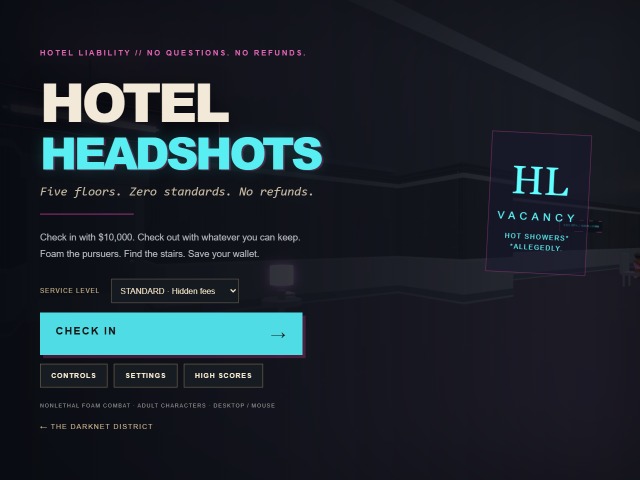 HOTEL LIABILITY // NO QUESTIONS. NO REFUNDS.
HOTEL
HEADSHOTS
Five floors. Zero standards. No refunds.
Check in with $10,000. Check out with whatever you can keep.
Foam the pursuers. Find the stairs. Save your wallet.
SERVICE LEVEL STANDARD · Hidden fees
CHECK IN →
CONTROLS SETTINGS HIGH SCORES
NONLETHAL FOAM COMBAT · ADULT CHARACTERS · DESKTOP / MOUSE
← THE DARKNET DISTRICT
HL
VACANCY
HOT SHOWERS*
*ALLEGEDLY.